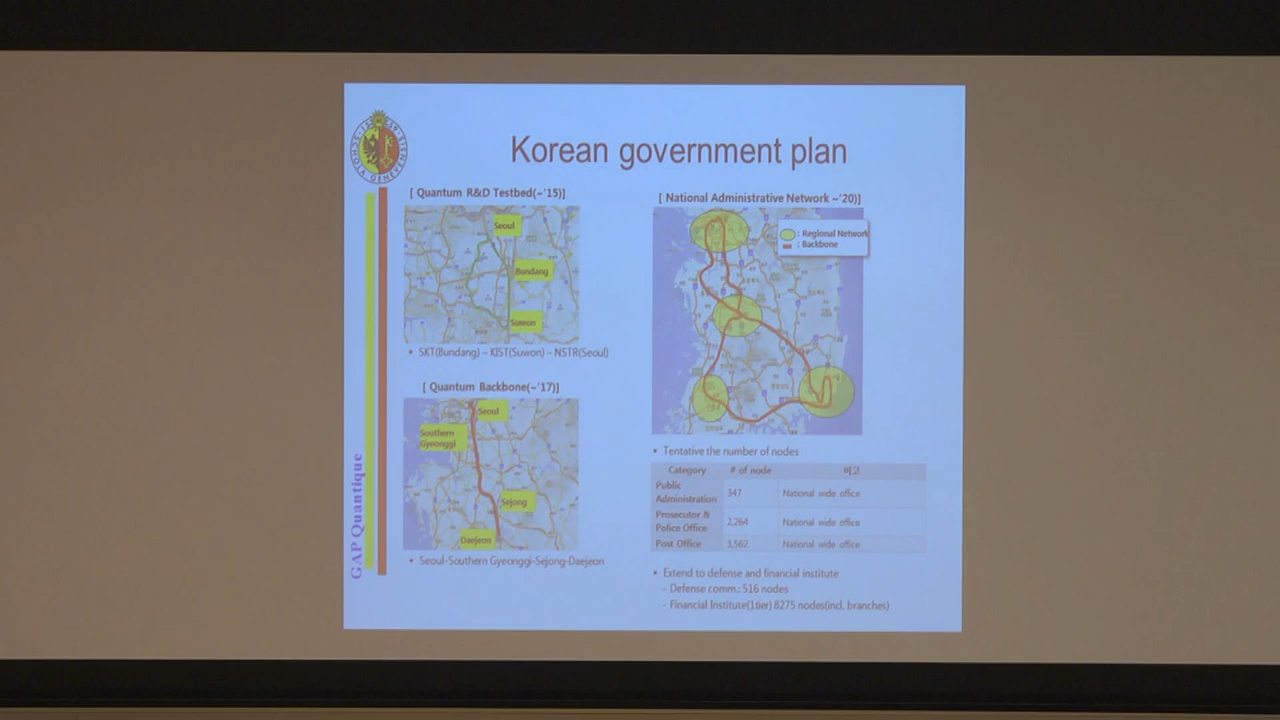 Korean government plan
[ Quantum R&D Testbed(~'15)]
Seoul
Bundang
Suwon
• SKT(Bundang) – KIST(Suwon) – NSTR(Seoul)
[ Quantum Backbone(~'17)]
Seoul
Southern
Gyeonggi
Sejong
Daejeon
• Seoul-Southern Gyeonggi-Sejong-Daejeon
[ National Administrative Network ~'20)]
: Regional Network
: Backbone
• Tentative the number of nodes
Category # of node 비고
Public
Administration 347 National wide office
Prosecutor &
Police Office 2,264 National wide office
Post Office 3,562 National wide office
• Extend to defense and financial institute
- Defense comm.: 516 nodes
- Financial Institute(1tier) 8275 nodes(incl. branches)
GAP Quantique